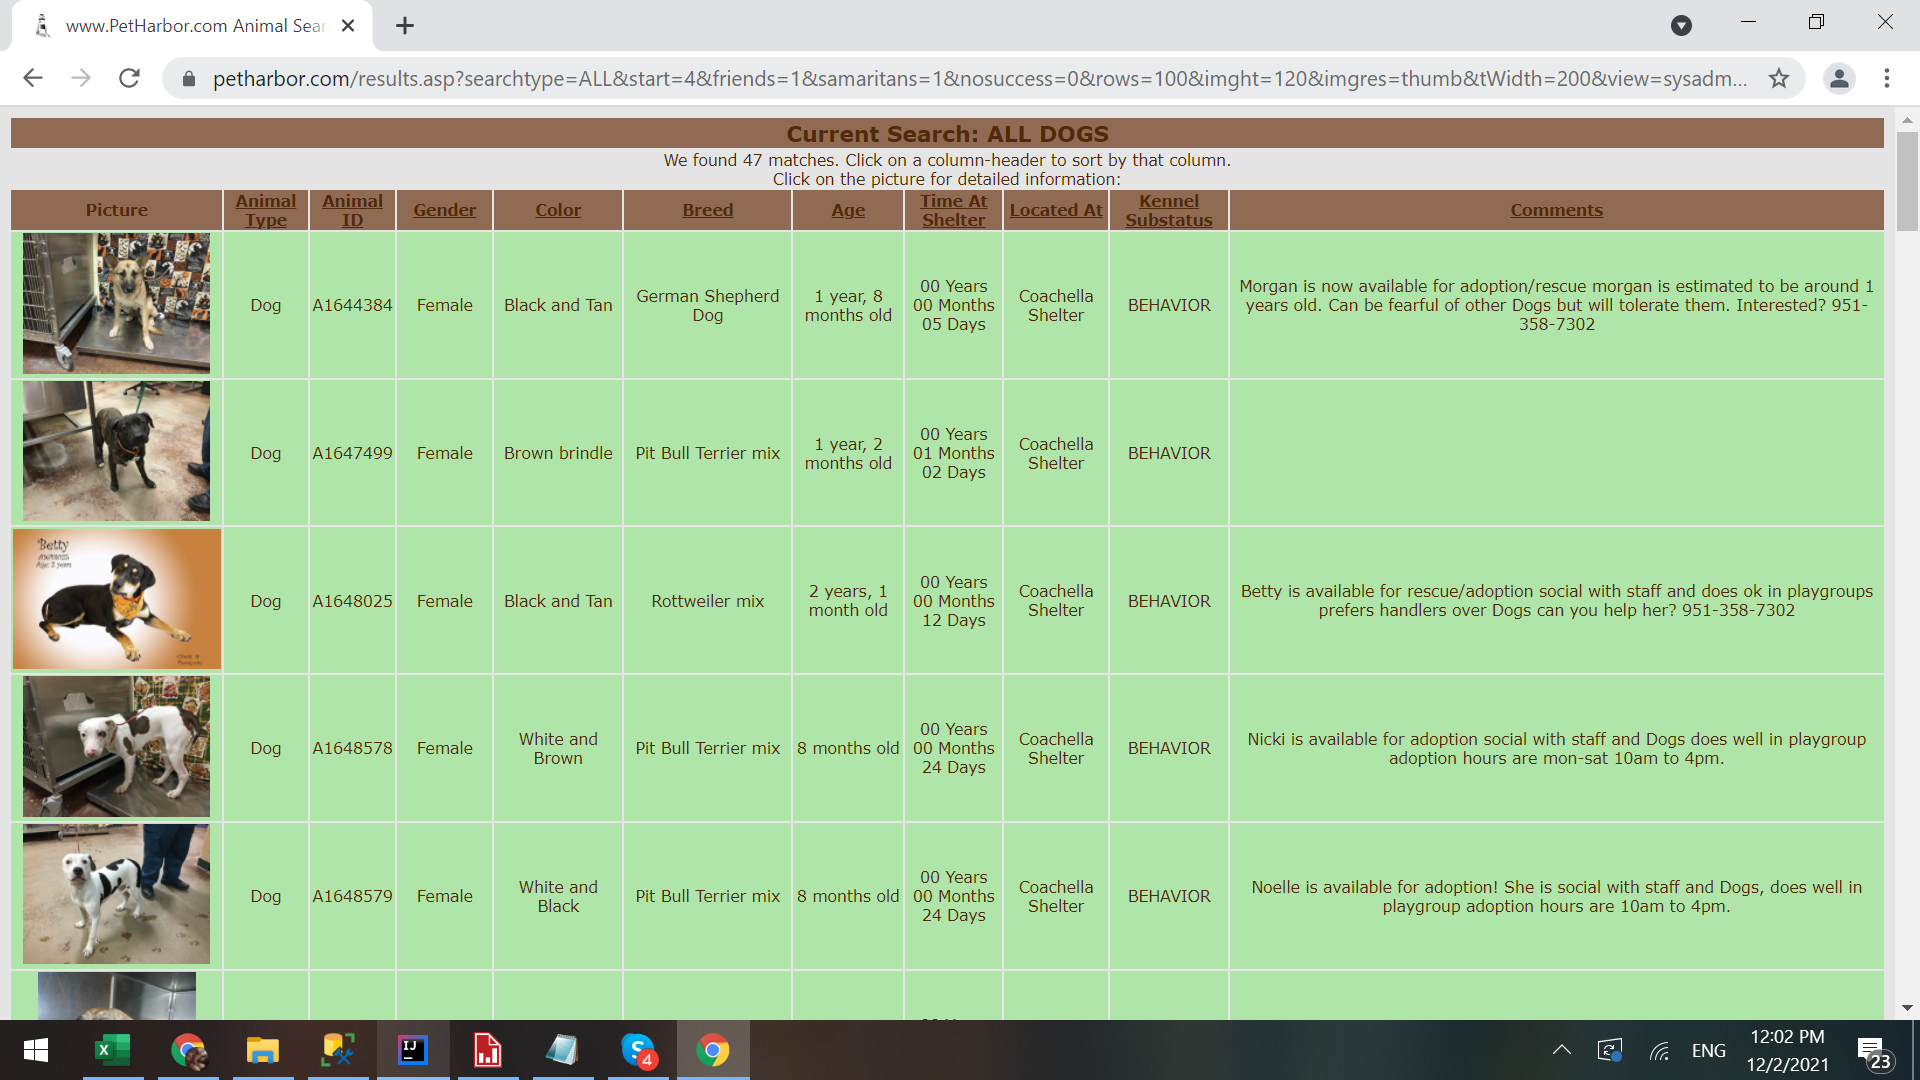 www.PetHarbor.com Animal Sear
petharbor.com/results.asp?searchtype=ALL&start=4&friends=1&samaritans=1&nosuccess=0&rows=100&imght=120&imgres=thumb&tWidth=200&view=sysadm...
Current Search: ALL DOGS
We found 47 matches. Click on a column-header to sort by that column.
Click on the picture for detailed information:
Picture
Animal
Type
Animal
ID
Gender
Color
Breed
Age
Time At
Shelter
Located At
Kennel
Substatus
Comments
Dog
A1644384
Female
Black and Tan
German Shepherd
Dog
1 year, 8
months old
00 Years
00 Months
05 Days
Coachella
Shelter
BEHAVIOR
Morgan is now available for adoption/rescue morgan is estimated to be around 1
years old. Can be fearful of other Dogs but will tolerate them. Interested? 951-
358-7302
Dog
A1647499
Female
Brown brindle
Pit Bull Terrier mix
1 year, 2
months old
00 Years
01 Months
02 Days
Coachella
Shelter
BEHAVIOR
Betty
A1648025
Age: 2 years
Dog
A1648025
Female
Black and Tan
Rottweiler mix
2 years, 1
month old
00 Years
00 Months
12 Days
Coachella
Shelter
BEHAVIOR
Betty is available for rescue/adoption social with staff and does ok in playgroups
prefers handlers over Dogs can you help her? 951-358-7302
Dog
A1648578
Female
White and
Brown
Pit Bull Terrier mix
8 months old
00 Years
00 Months
24 Days
Coachella
Shelter
BEHAVIOR
Nicki is available for adoption social with staff and Dogs does well in playgroup
adoption hours are mon-sat 10am to 4pm.
Dog
A1648579
Female
White and
Black
Pit Bull Terrier mix
8 months old
00 Years
00 Months
24 Days
Coachella
Shelter
BEHAVIOR
Noelle is available for adoption! She is social with staff and Dogs, does well in
playgroup adoption hours are 10am to 4pm.
X
IJ
S
4
ENG
12:02 PM
12/2/2021
23